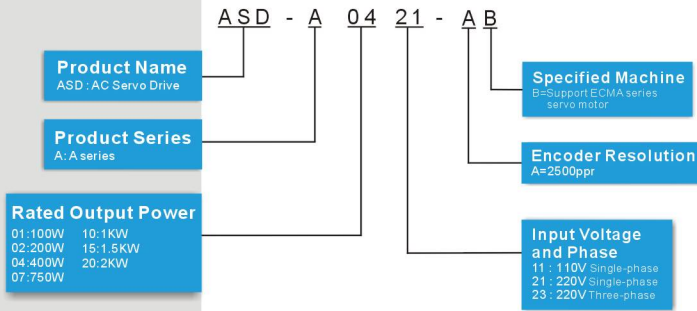 ASD - A 04 21 - A B
Product Name
ASD : AC Servo Drive
Product Series
A: A series
Rated Output Power
01:100W 10:1KW
02:200W 15:1.5KW
04:400W 20:2KW
07:750W
Specified Machine
B=Support ECMA series
servo motor
Encoder Resolution
A=2500ppr
Input Voltage
and Phase
11 : 110V Single-phase
21 : 220V Single-phase
23 : 220V Three-phase